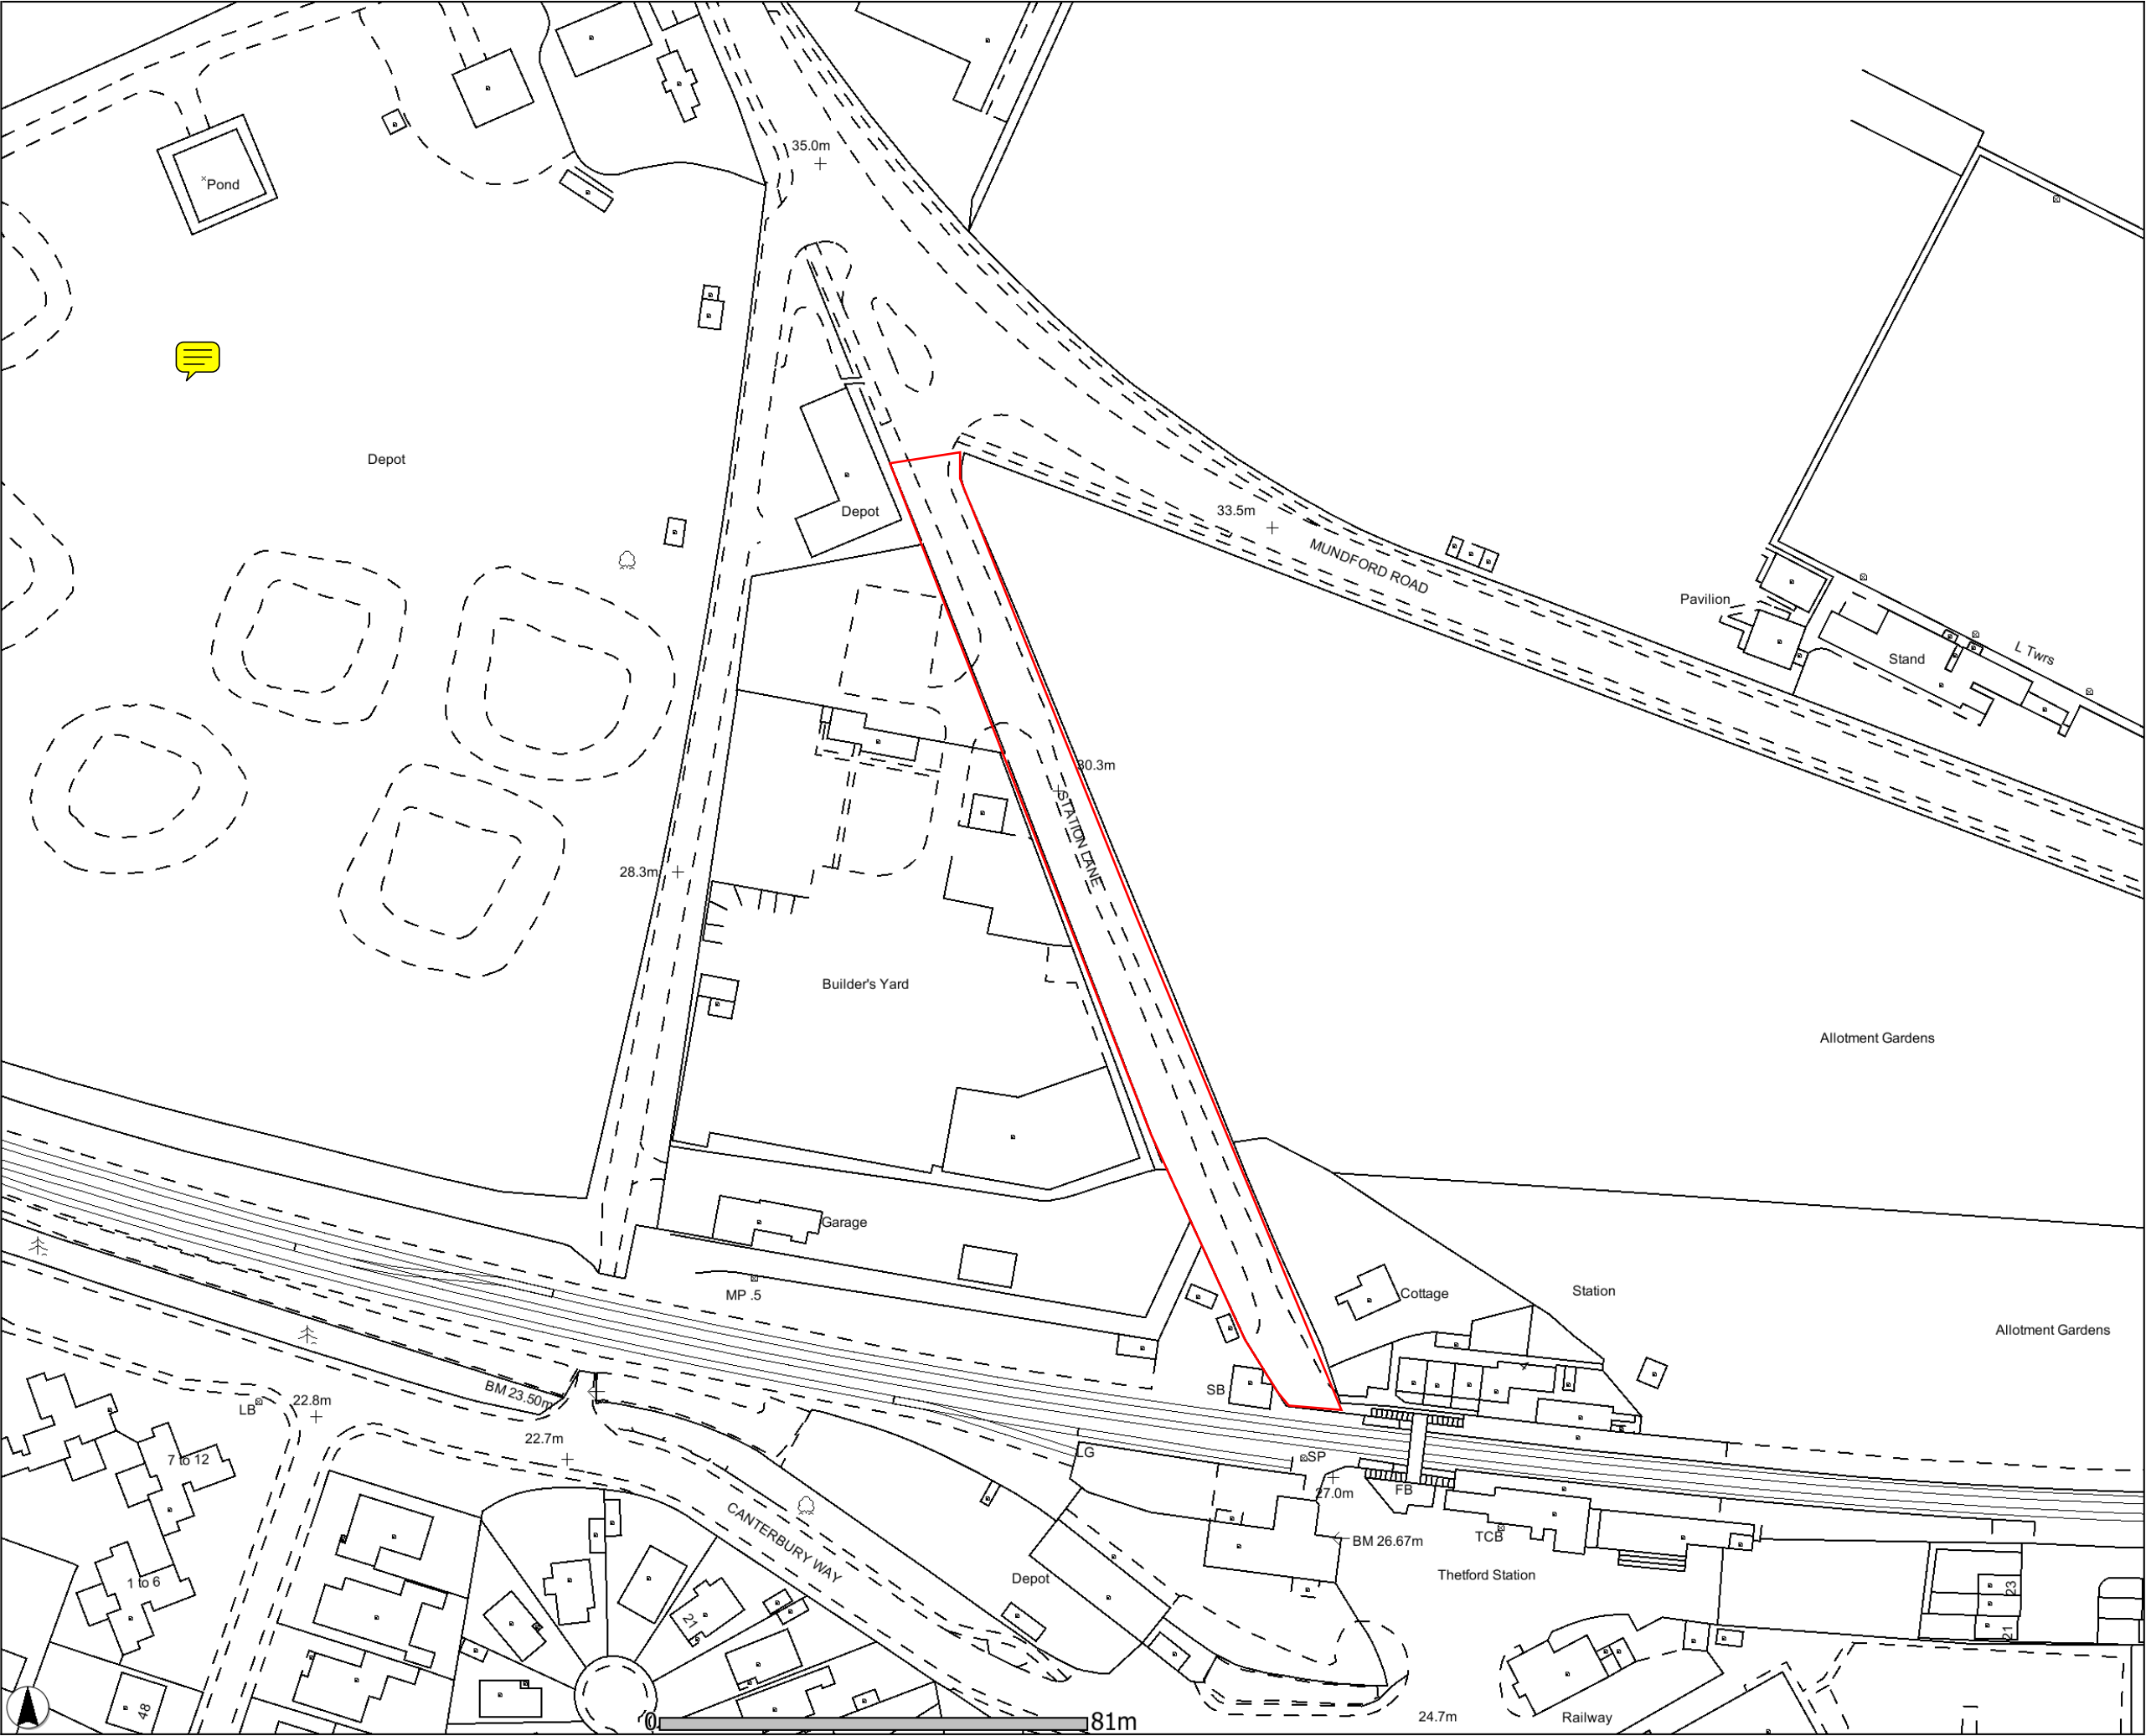 35.0m
Pond
Depot
Depot
33.5m
MUNDFORD ROAD
Pavilion
Stand
L Twrs
30.3m
STATION LANE
28.3m
Builder's Yard
Allotment Gardens
Garage
MP .5
Cottage
Station
Allotment Gardens
SB
BM 23.50m
LB
22.8m
22.7m
7 to 12
LG
SP
27.0m
FB
CANTERBURY WAY
TCB
BM 26.67m
Depot
Thetford Station
1 to 6
21
23
21
48
0
81m
24.7m
Railway